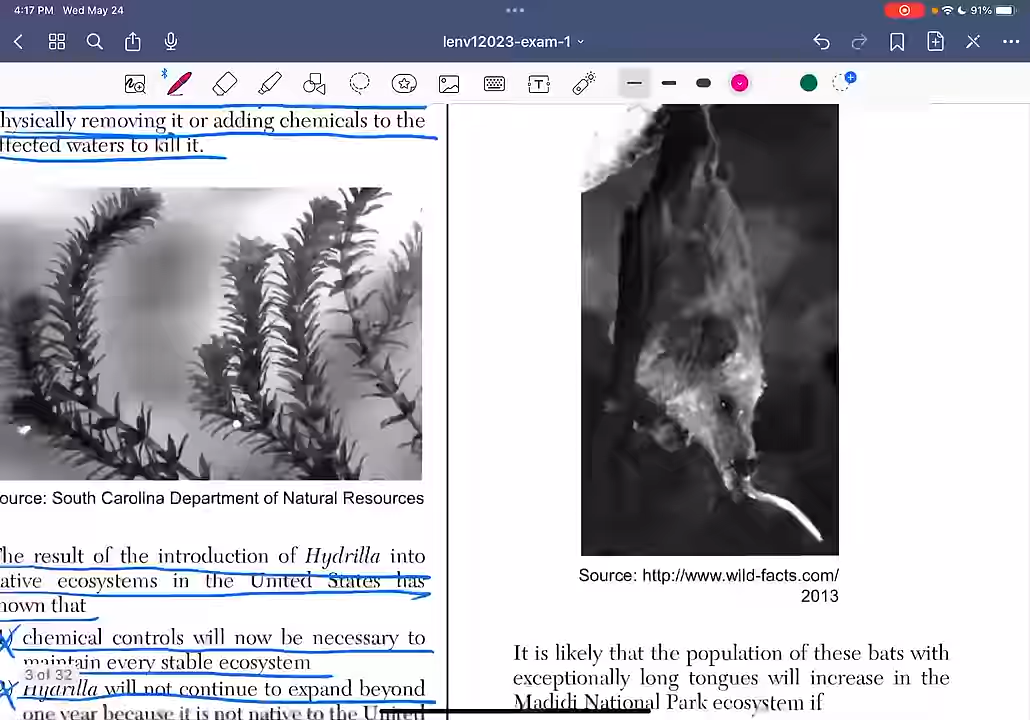 4:17 PM Wed May 24
91%
lenv12023-exam-1
hysically removing it or adding chemicals to the
ffected waters to kill it.
ource: South Carolina Department of Natural Resources
he result of the introduction of Hydrilla into
ative ecosystems in the United States has
hown that
chemical controls will now be necessary to
maintain every stable ecosystem
3 of 32
Hydrilla will not continue to expand beyond
one year because it is not native to the United
Source: http://www.wild-facts.com/
2013
It is likely that the population of these bats with
exceptionally long tongues will increase in the
Madidi National Park ecosystem if